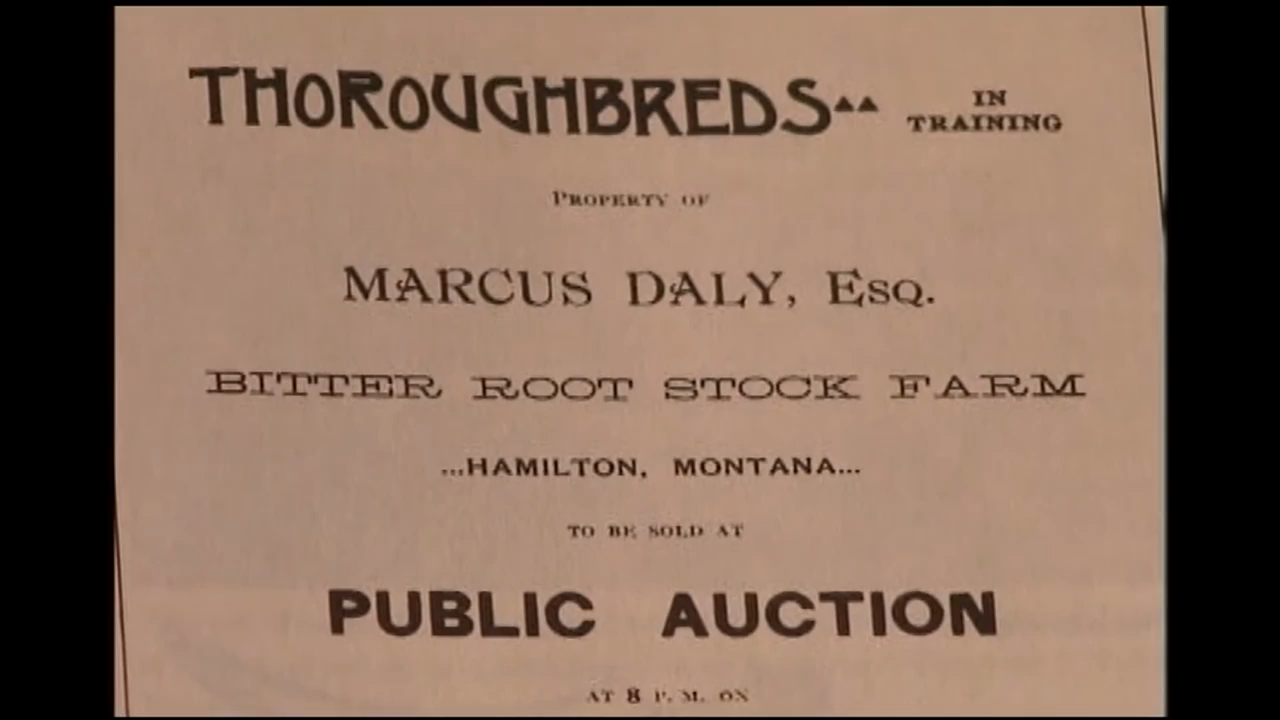 THOROUGHBREDS▴▴ IN TRAINING
PROPERTY OF
MARCUS DALY, ESQ.
BITTER ROOT STOCK FARM
...HAMILTON, MONTANA...
TO BE SOLD AT
PUBLIC AUCTION
AT 8 P. M. ON